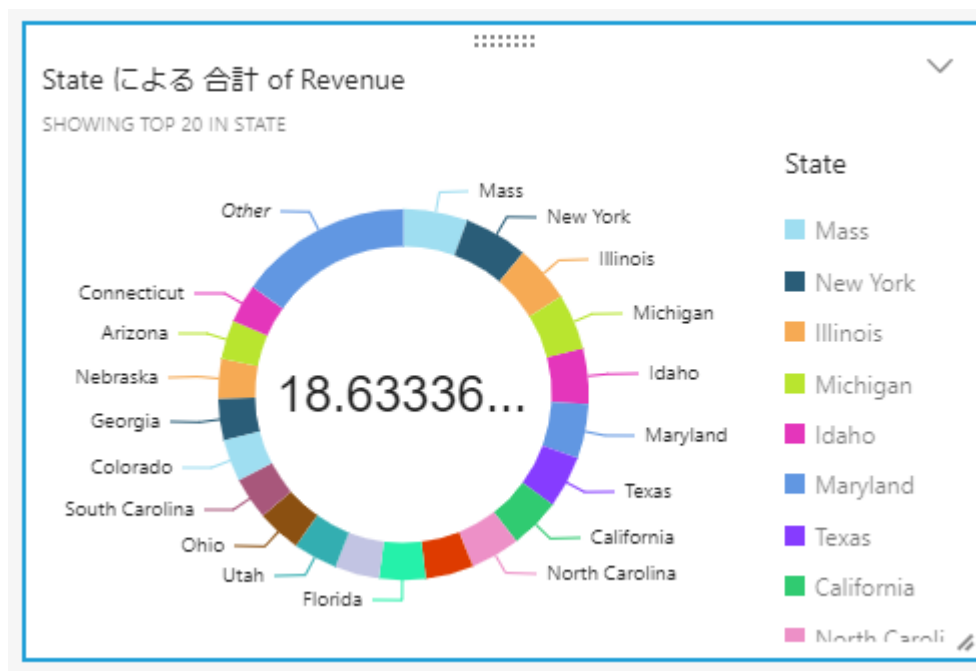 State による 合計 of Revenue
SHOWING TOP 20 IN STATE
State
Mass
New York
Illinois
Michigan
Idaho
Maryland
Texas
California
North Caroli
Other
Mass
New York
Illinois
Michigan
Idaho
Maryland
Texas
California
North Carolina
Florida
Utah
Ohio
South Carolina
Colorado
Georgia
Nebraska
Arizona
Connecticut
18.63336...